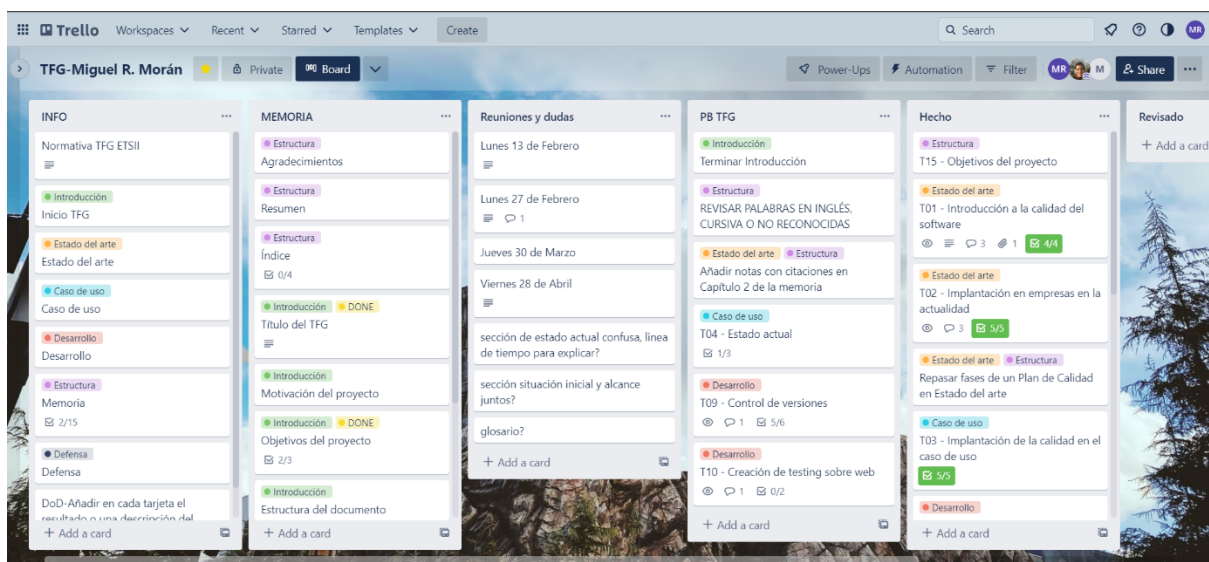 Trello Workspaces Recent Starred Templates Create Search MR
TFG-Miguel R. Morán Private Board Power-Ups Automation Filter MR M Share
INFO
Normativa TFG ETSII
Introducción
Inicio TFG
Estado del arte
Estado del arte
Caso de uso
Caso de uso
Desarrollo
Desarrollo
Estructura
Memoria
2/15
Defensa
Defensa
DoD-Añadir en cada tarjeta el
resultado o una descripción del
+ Add a card
MEMORIA
Estructura
Agradecimientos
Estructura
Resumen
Estructura
Índice
0/4
Introducción DONE
Título del TFG
Introducción
Motivación del proyecto
Introducción DONE
Objetivos del proyecto
2/3
Introducción
Estructura del documento
+ Add a card
Reuniones y dudas
Lunes 13 de Febrero
Lunes 27 de Febrero
1
Jueves 30 de Marzo
Viernes 28 de Abril
sección de estado actual confusa, linea
de tiempo para explicar?
sección situación inicial y alcance
juntos?
glosario?
+ Add a card
PB TFG
Introducción
Terminar Introducción
Estructura
REVISAR PALABRAS EN INGLÉS,
CURSIVA O NO RECONOCIDAS
Estado del arte Estructura
Añadir notas con citaciones en
Capítulo 2 de la memoria
Caso de uso
T04 - Estado actual
1/3
Desarrollo
T09 - Control de versiones
1 5/6
Desarrollo
T10 - Creación de testing sobre web
1 0/2
+ Add a card
Hecho
Estructura
T15 - Objetivos del proyecto
Estado del arte
T01 - Introducción a la calidad del
software
3 1 4/4
Estado del arte
T02 - Implantación en empresas en la
actualidad
3 5/5
Estado del arte Estructura
Repasar fases de un Plan de Calidad
en Estado del arte
Caso de uso
T03 - Implantación de la calidad en el
caso de uso
5/5
Desarrollo
+ Add a card
Revisado
+ Add a card